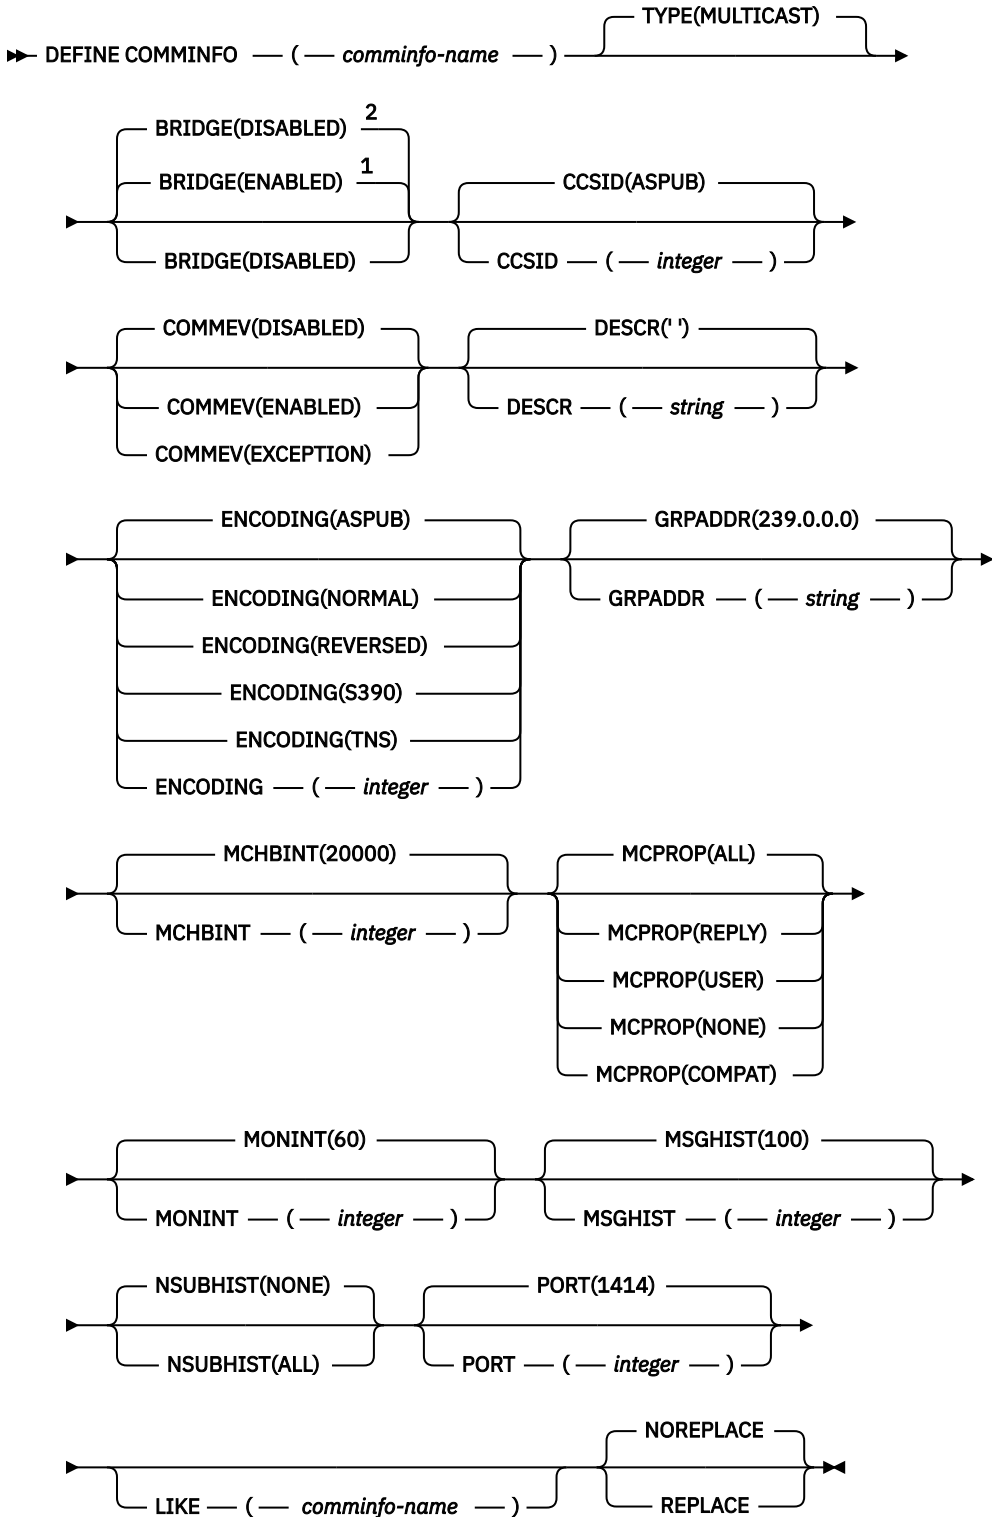 TYPE(MULTICAST)
DEFINE COMMINFO ( comminfo-name )
BRIDGE(DISABLED) 2
BRIDGE(ENABLED) 1
CCSID(ASPUB)
BRIDGE(DISABLED)
CCSID ( integer )
COMMEV(DISABLED)
DESCR(' ')
COMMEV(ENABLED)
DESCR ( string )
COMMEV(EXCEPTION)
ENCODING(ASPUB)
GRPADDR(239.0.0.0)
ENCODING(NORMAL)
GRPADDR ( string )
ENCODING(REVERSED)
ENCODING(S390)
ENCODING(TNS)
ENCODING ( integer )
MCHBINT(20000)
MCPROP(ALL)
MCHBINT ( integer )
MCPROP(REPLY)
MCPROP(USER)
MCPROP(NONE)
MCPROP(COMPAT)
MONINT(60)
MSGHIST(100)
MONINT ( integer )
MSGHIST ( integer )
NSUBHIST(NONE)
PORT(1414)
NSUBHIST(ALL)
PORT ( integer )
NOREPLACE
LIKE ( comminfo-name )
REPLACE